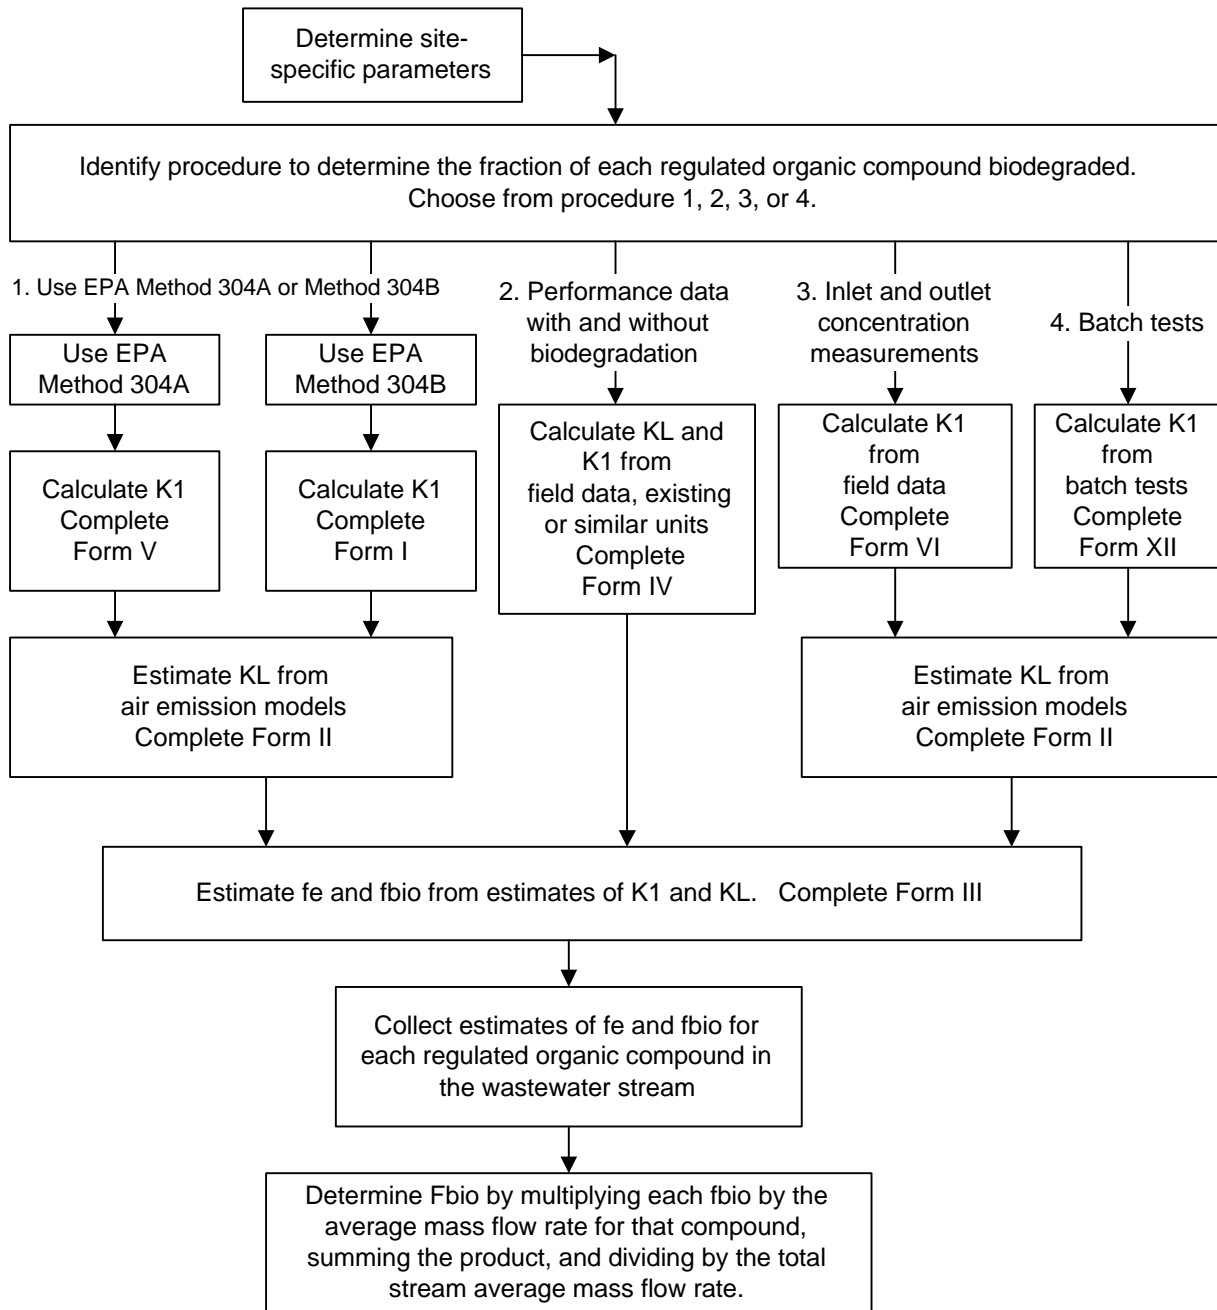 Determine site-
specific parameters
Identify procedure to determine the fraction of each regulated organic compound biodegraded.
Choose from procedure 1, 2, 3, or 4.
1. Use EPA Method 304A or Method 304B
2. Performance data
with and without
biodegradation
3. Inlet and outlet
concentration
measurements
4. Batch tests
Use EPA
Method 304A
Use EPA
Method 304B
Calculate K1
Complete
Form V
Calculate K1
Complete
Form I
Calculate KL and
K1 from
field data, existing
or similar units
Complete
Form IV
Calculate K1
from
field data
Complete
Form VI
Calculate K1
from
batch tests
Complete
Form XII
Estimate KL from
air emission models
Complete Form II
Estimate KL from
air emission models
Complete Form II
Estimate fe and fbio from estimates of K1 and KL.   Complete Form III
Collect estimates of fe and fbio for
each regulated organic compound in
the wastewater stream
Determine Fbio by multiplying each fbio by the
average mass flow rate for that compound,
summing the product, and dividing by the total
stream average mass flow rate.